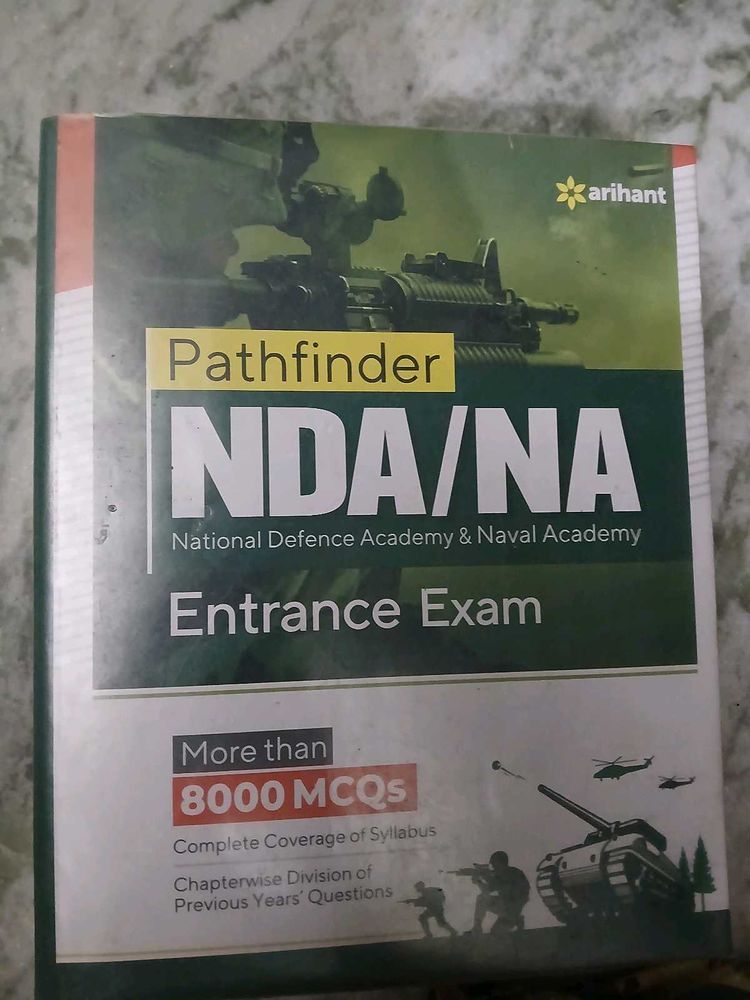 arihant
Pathfinder
NDA/NA
National Defence Academy & Naval Academy
Entrance Exam
More than
8000 MCQs
Complete Coverage of Syllabus
Chapterwise Division of
Previous Years' Questions